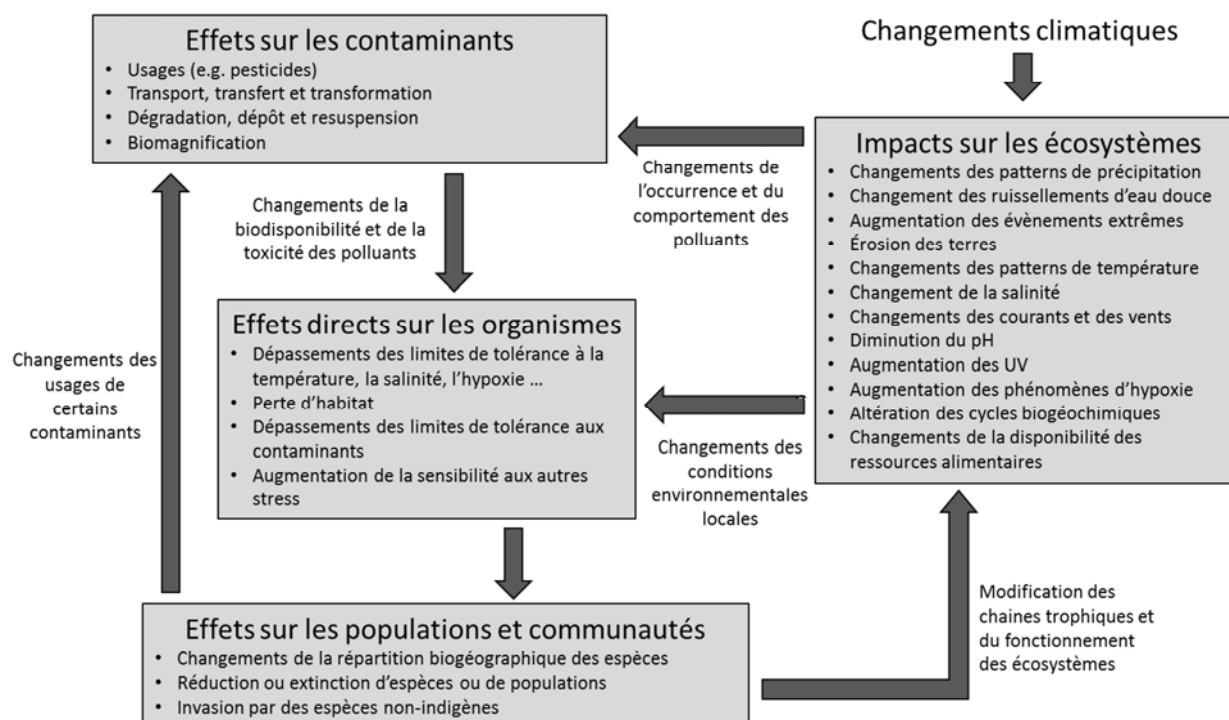 Effets sur les contaminants
• Usages (e.g. pesticides)
• Transport, transfert et transformation
• Dégradation, dépôt et resuspension
• Biomagnification
Changements climatiques
Impacts sur les écosystèmes
• Changements des patterns de précipitation
• Changement des ruissellements d'eau douce
• Augmentation des évènements extrêmes
• Érosion des terres
• Changements des patterns de température
• Changement de la salinité
• Changements des courants et des vents
• Diminution du pH
• Augmentation des UV
• Augmentation des phénomènes d'hypoxie
• Altération des cycles biogéochimiques
• Changements de la disponibilité des
ressources alimentaires
Changements de
l'occurrence et du
comportement des
polluants
Changements de la
biodisponibilité et de la
toxicité des polluants
Effets directs sur les organismes
• Dépassements des limites de tolérance à la
température, la salinité, l'hypoxie ...
• Perte d'habitat
• Dépassements des limites de tolérance aux
contaminants
• Augmentation de la sensibilité aux autres
stress
Changements des
usages de
certains
contaminants
Changements des
conditions
environnementales
locales
Effets sur les populations et communautés
• Changements de la répartition biogéographique des espèces
• Réduction ou extinction d'espèces ou de populations
• Invasion par des espèces non-indigènes
Modification des
chaines trophiques et
du fonctionnement
des écosystèmes